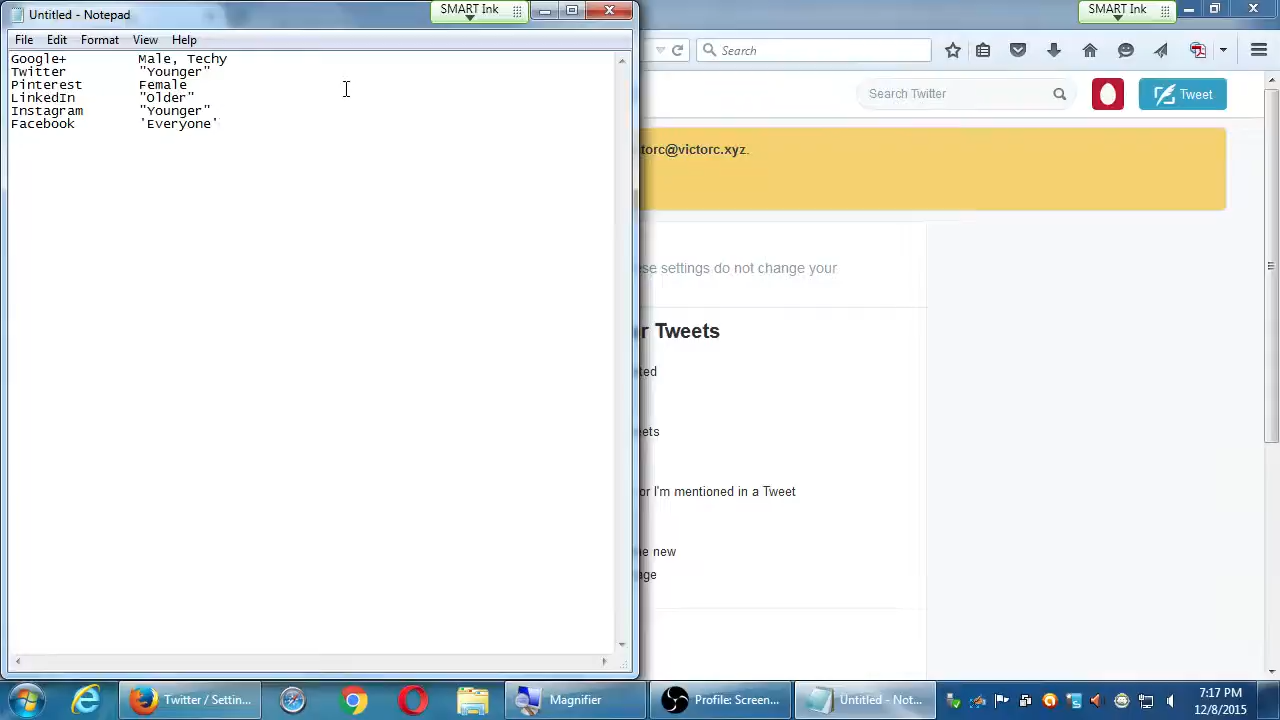 Untitled - Notepad
SMART Ink
SMART Ink
File Edit Format View Help
Search
Google+ Male, Techy
Twitter "Younger"
Pinterest Female
LinkedIn "Older"
Instagram "Younger"
Facebook 'Everyone'
Search Twitter
Tweet
torc@victorc.xyz.
se settings do not change your
r Tweets
ted
ets
or I'm mentioned in a Tweet
e new
age
Twitter / Settin...
Magnifier
Profile: Screen...
Untitled - Not...
7:17 PM
12/8/2015